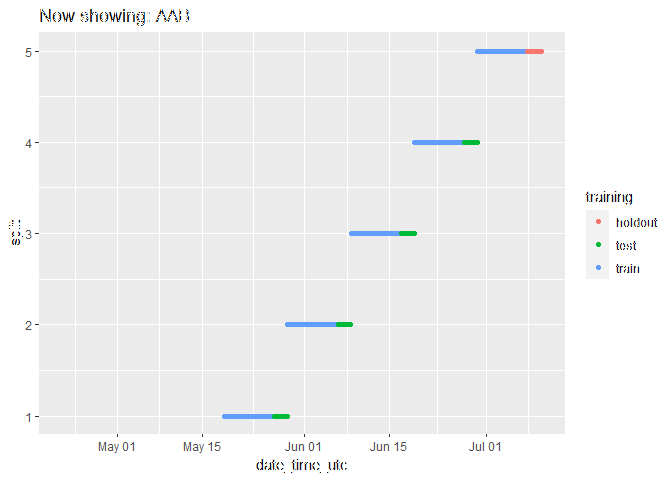 Now showing: AAB
5
4
3
2
1
split
May 01
May 15
Jun 01
Jun 15
Jul 01
date_time_utc
training
holdout
test
train